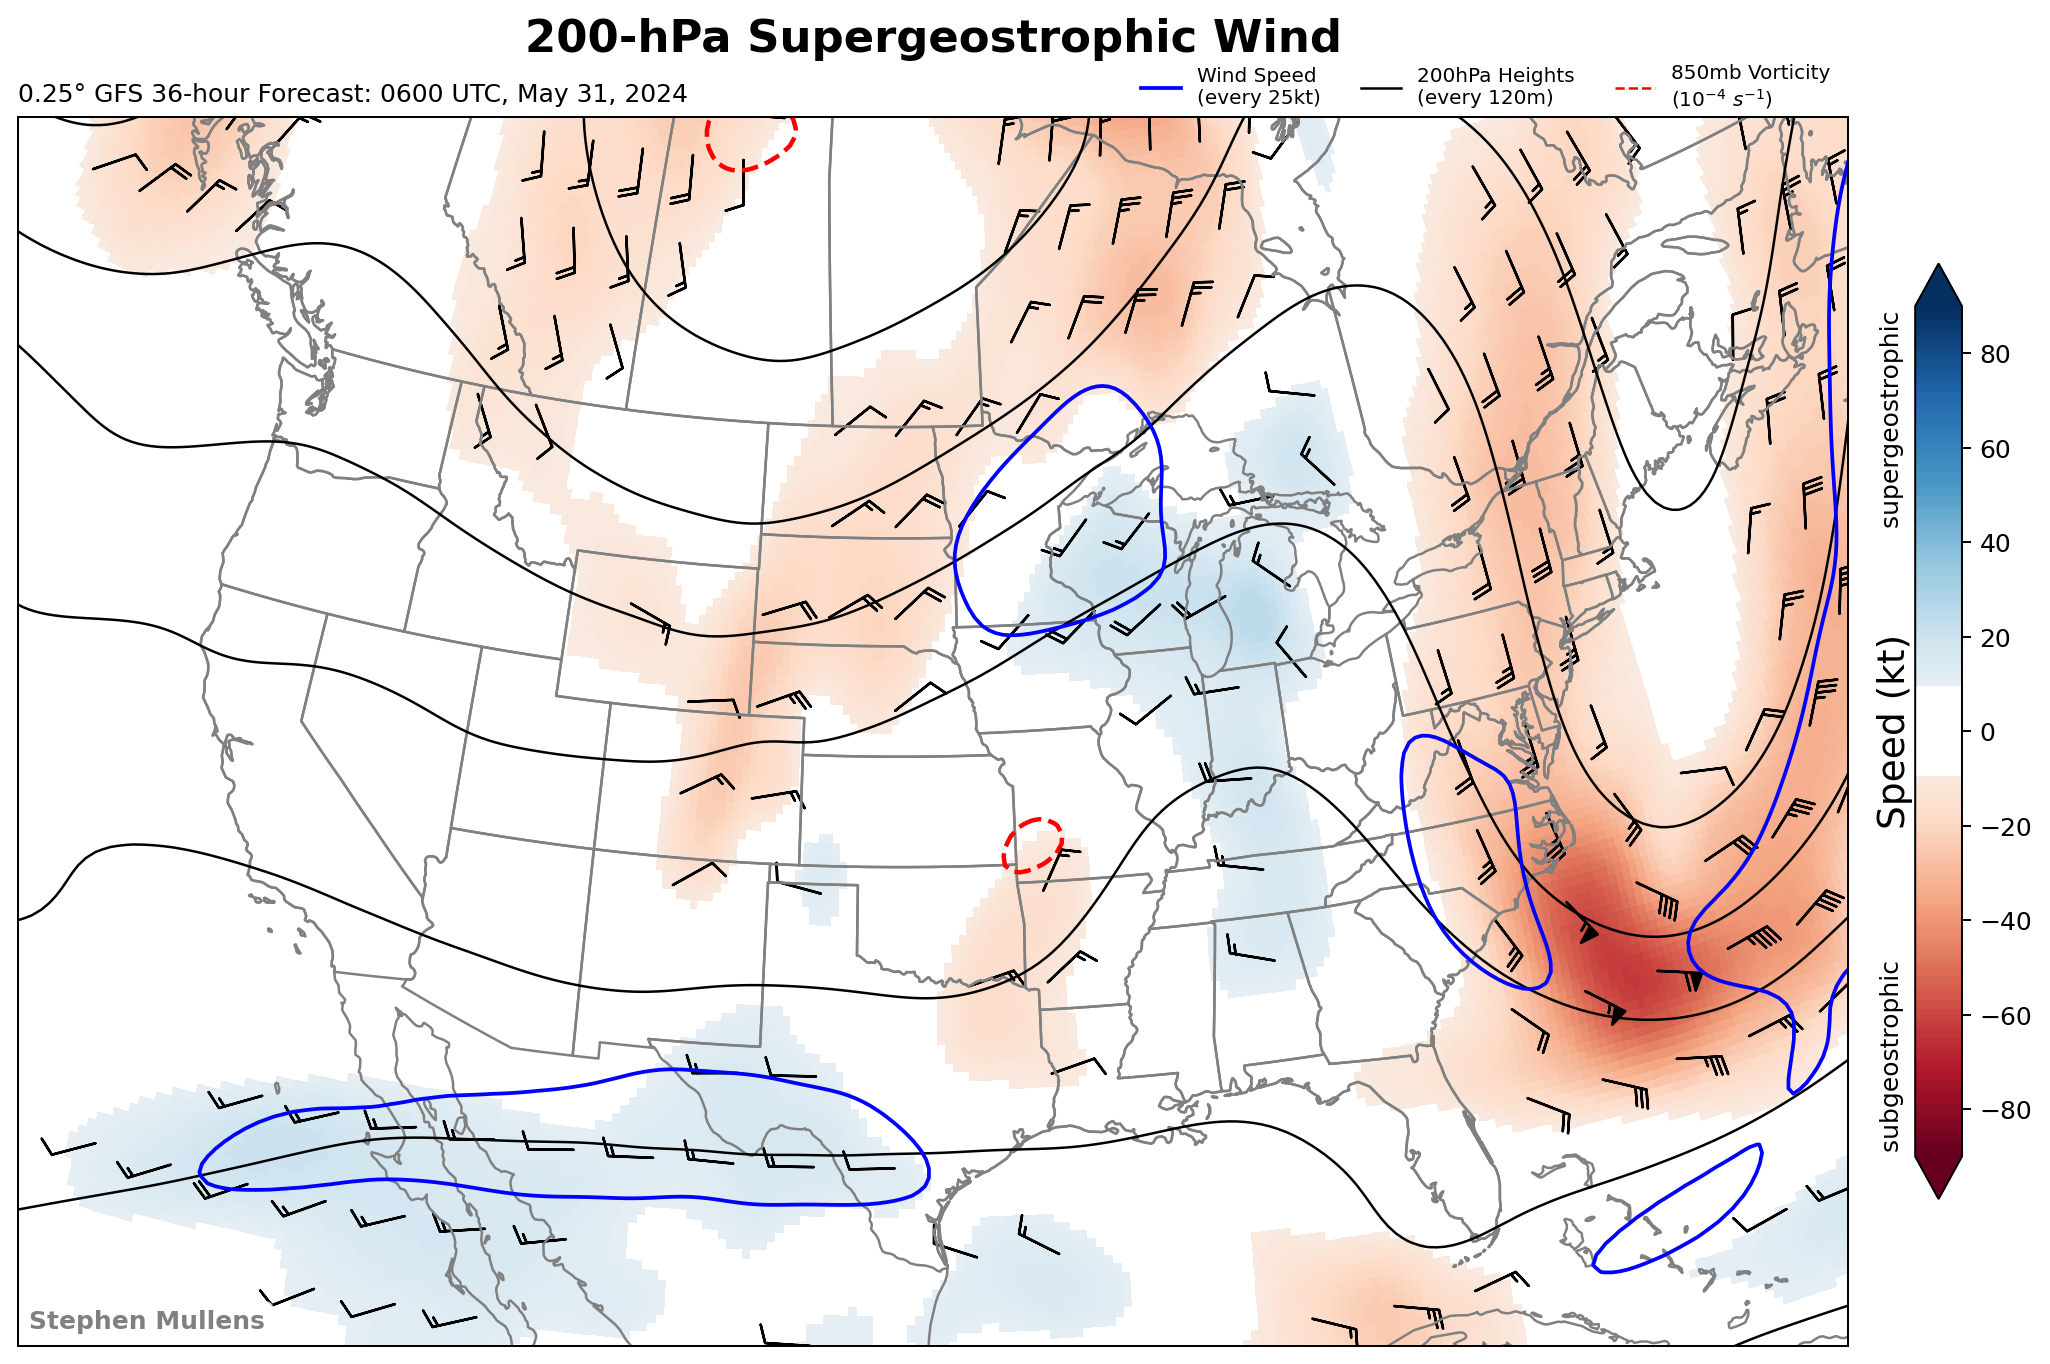 200-hPa Supergeostrophic Wind
0.25° GFS 36-hour Forecast: 0600 UTC, May 31, 2024
Wind Speed
(every 25kt)
200hPa Heights
(every 120m)
850mb Vorticity
(10⁻⁴ s⁻¹)
supergeostrophic
subgeostrophic
Speed (kt)
80
60
40
20
0
−20
−40
−60
−80
Stephen Mullens